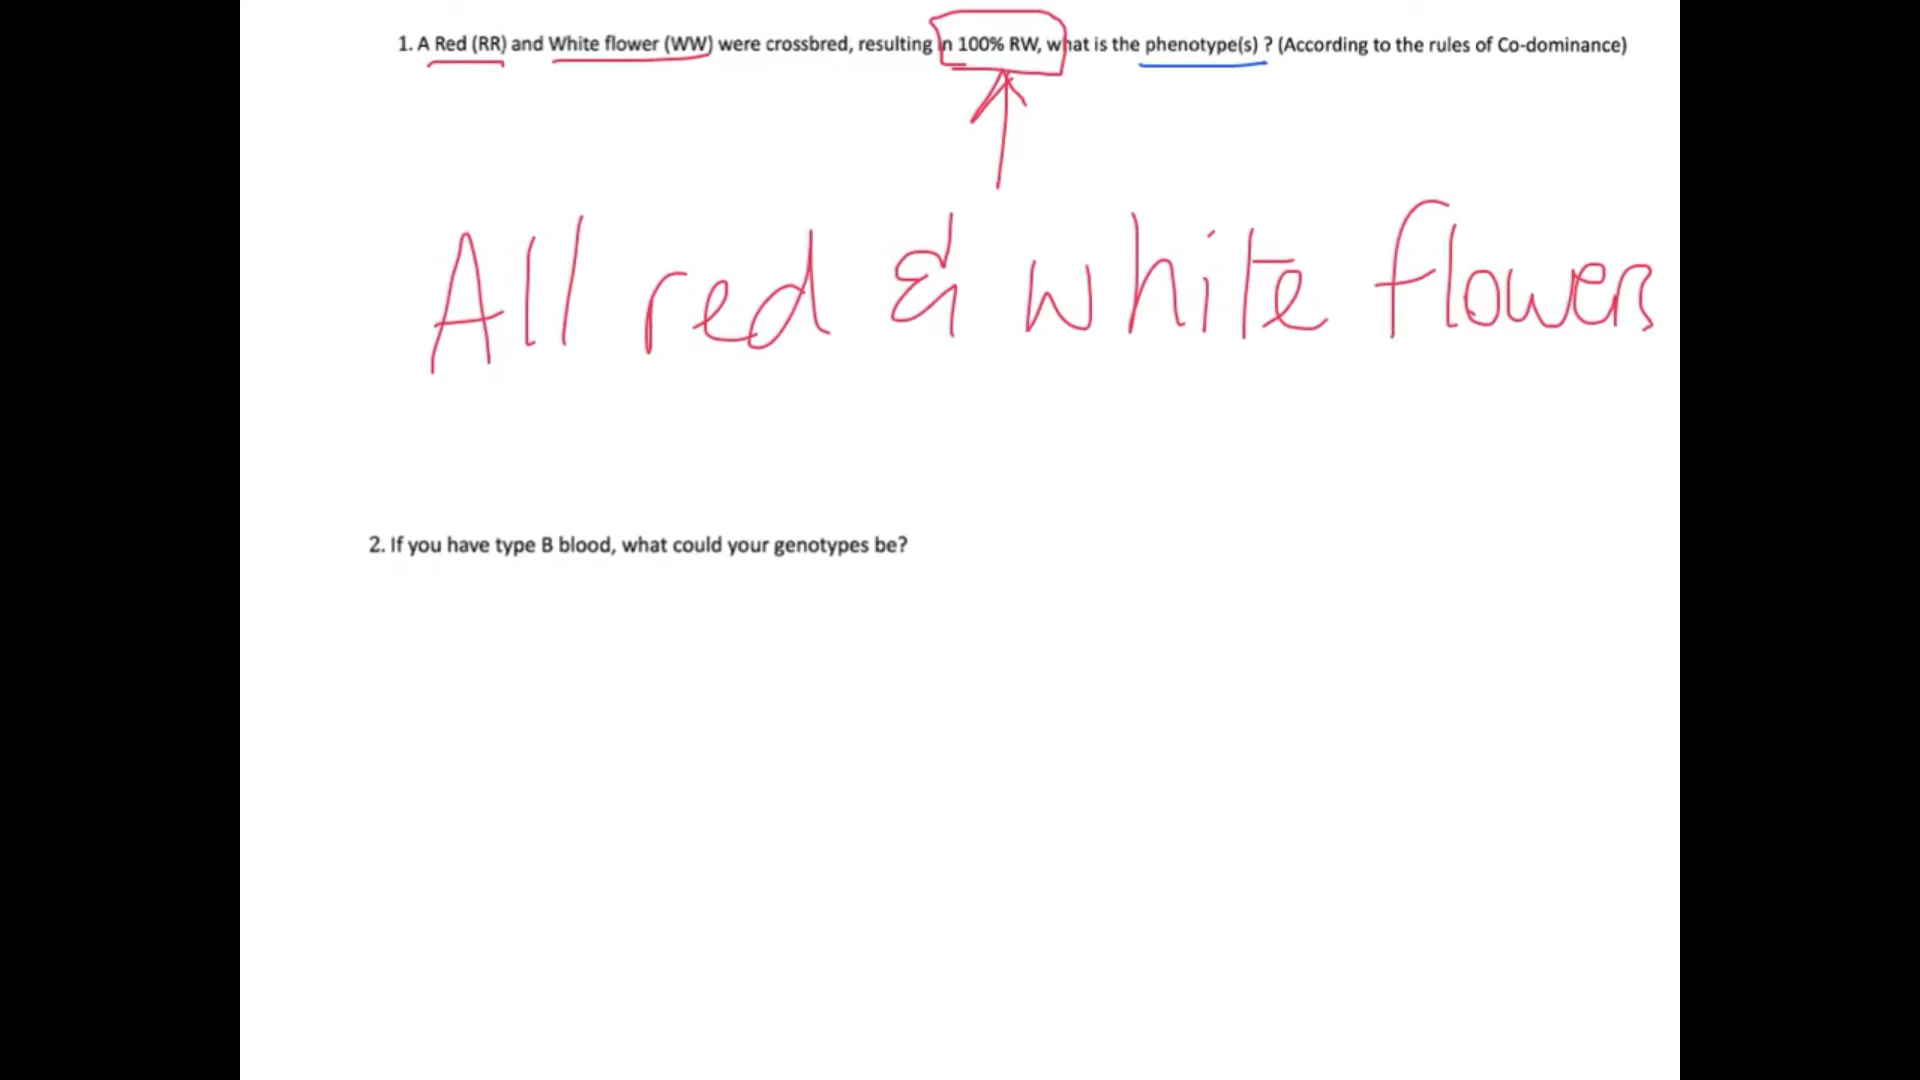 1. A Red (RR) and White flower (WW) were crossbred, resulting in 100% RW, what is the phenotype(s) ? (According to the rules of Co-dominance)
All red & white flowers
2. If you have type B blood, what could your genotypes be?